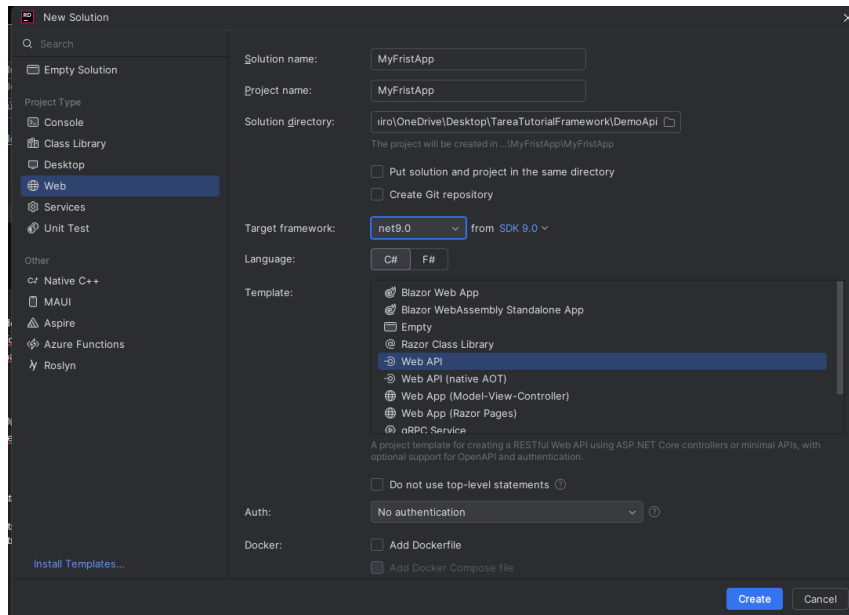 New Solution
Search
Empty Solution
Project Type
Console
Class Library
Desktop
Web
Services
Unit Test
Other
Native C++
MAUI
Aspire
Azure Functions
Roslyn
Install Templates...
Solution name: MyFristApp
Project name: MyFristApp
Solution directory: iiro\OneDrive\Desktop\TareaTutorialFramework\DemoApi
The project will be created in ...\MyFristApp\MyFristApp
Put solution and project in the same directory
Create Git repository
Target framework: net9.0 from SDK 9.0
Language: C# F#
Template:
Blazor Web App
Blazor WebAssembly Standalone App
Empty
Razor Class Library
Web API
Web API (native AOT)
Web App (Model-View-Controller)
Web App (Razor Pages)
gRPC Service
A project template for creating a RESTful Web API using ASP.NET Core controllers or minimal APIs, with
optional support for OpenAPI and authentication.
Do not use top-level statements
Auth: No authentication
Docker: Add Dockerfile
Add Docker Compose file
Create Cancel